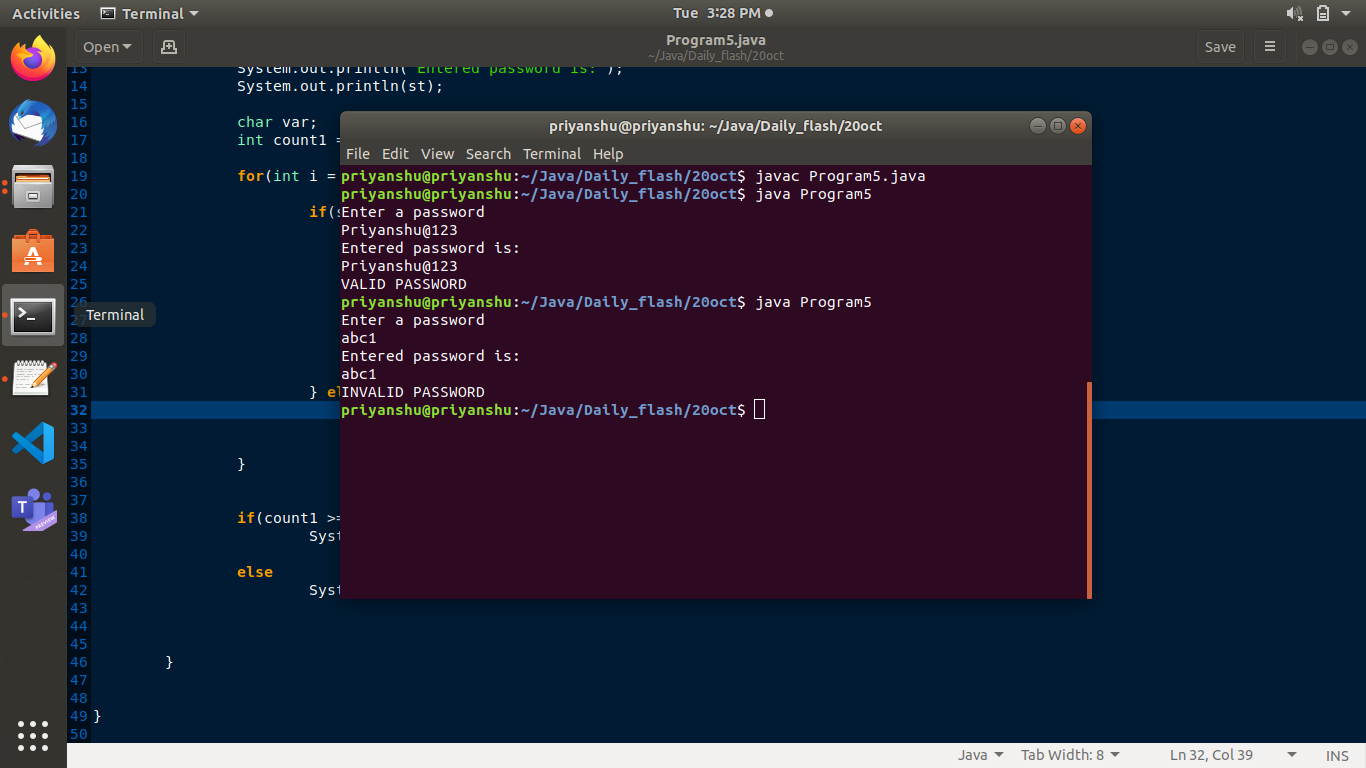 Activities Terminal Tue 3:28 PM
Open Program5.java Save
~/Java/Daily_flash/20oct
13 System.out.println("Entered password is:");
14 System.out.println(st);
15
16 char var;
17 int count1 =
18
19 for(int i =
20
21 if(s
22
23
24
25
26
27
28
29
30
31 } el
32
33
34
35 }
36
37
38 if(count1 >=
39 Syst
40
41 else
42 Syst
43
44
45
46 }
47
48
49 }
50
Terminal
priyanshu@priyanshu: ~/Java/Daily_flash/20oct
File Edit View Search Terminal Help
priyanshu@priyanshu:~/Java/Daily_flash/20oct$ javac Program5.java
priyanshu@priyanshu:~/Java/Daily_flash/20oct$ java Program5
Enter a password
Priyanshu@123
Entered password is:
Priyanshu@123
VALID PASSWORD
priyanshu@priyanshu:~/Java/Daily_flash/20oct$ java Program5
Enter a password
abc1
Entered password is:
abc1
INVALID PASSWORD
priyanshu@priyanshu:~/Java/Daily_flash/20oct$
Java Tab Width: 8 Ln 32, Col 39 INS